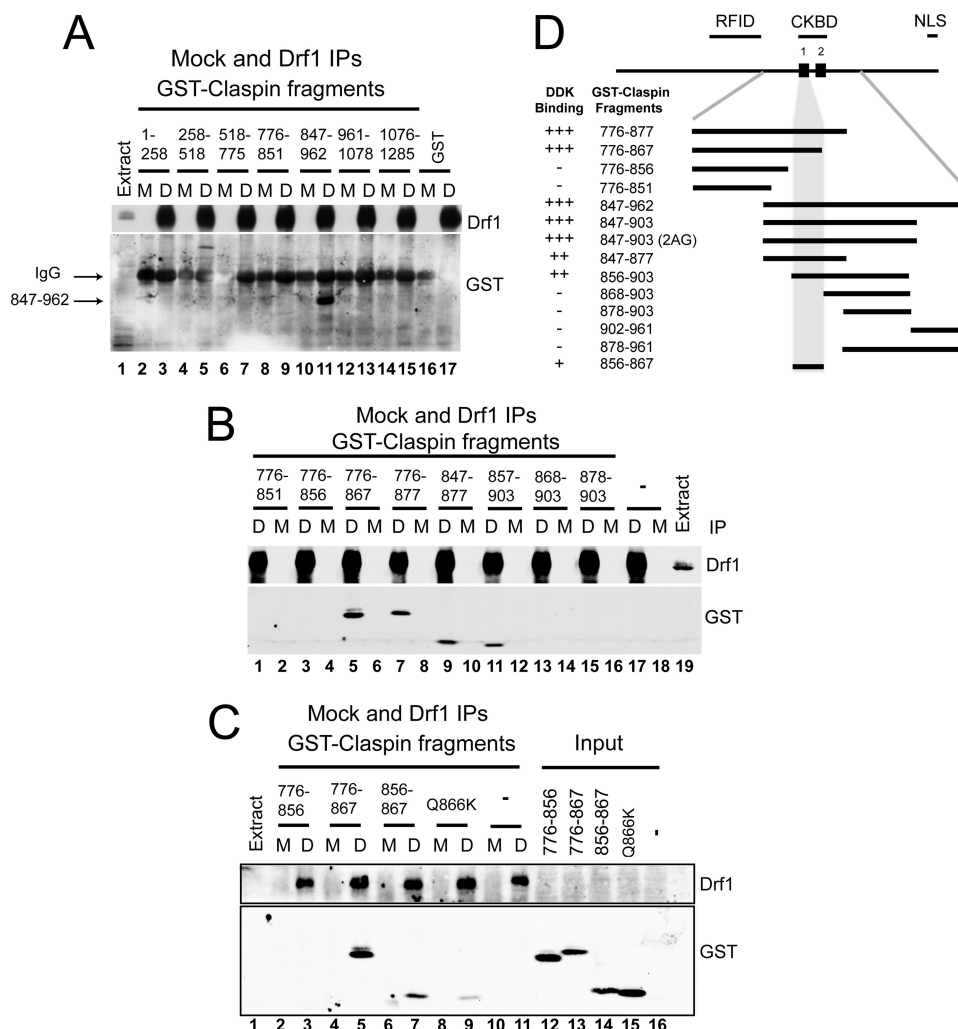 A
Mock and Drf1 IPs
GST-Claspin fragments
Extract
1-258
258-518
518-775
776-851
847-962
961-1078
1076-1285
GST
M D M D M D M D M D M D M D M D
Drf1
IgG
GST
847-962
1 2 3 4 5 6 7 8 9 10 11 12 13 14 15 16 17
D
RFID CKBD NLS
1 2
DDK Binding
GST-Claspin Fragments
+++ 776-877
+++ 776-867
- 776-856
- 776-851
+++ 847-962
+++ 847-903
+++ 847-903 (2AG)
++ 847-877
++ 856-903
- 868-903
- 878-903
- 902-961
- 878-961
+ 856-867
B
Mock and Drf1 IPs
GST-Claspin fragments
776-851
776-856
776-867
776-877
847-877
857-903
868-903
878-903
-
Extract
D M D M D M D M D M D M D M D M D M IP
Drf1
GST
1 2 3 4 5 6 7 8 9 10 11 12 13 14 15 16 17 18 19
C
Mock and Drf1 IPs
GST-Claspin fragments
Input
Extract
776-856
776-867
856-867
Q866K
-
776-856
776-867
856-867
Q866K
-
M D M D M D M D M D
Drf1
GST
1 2 3 4 5 6 7 8 9 10 11 12 13 14 15 16